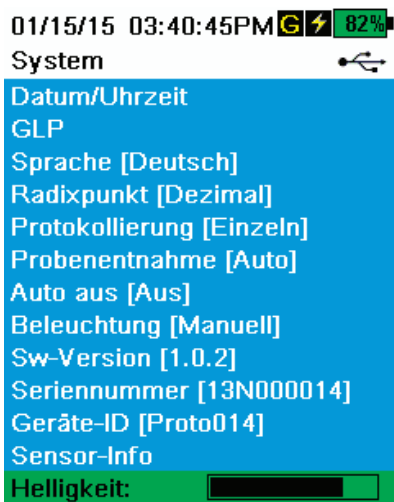 01/15/15 03:40:45PM G 82%
System
Datum/Uhrzeit
GLP
Sprache [Deutsch]
Radixpunkt [Dezimal]
Protokollierung [Einzeln]
Probenentnahme [Auto]
Auto aus [Aus]
Beleuchtung [Manuell]
Sw-Version [1.0.2]
Seriennummer [13N000014]
Geräte-ID [Proto014]
Sensor-Info
Helligkeit: